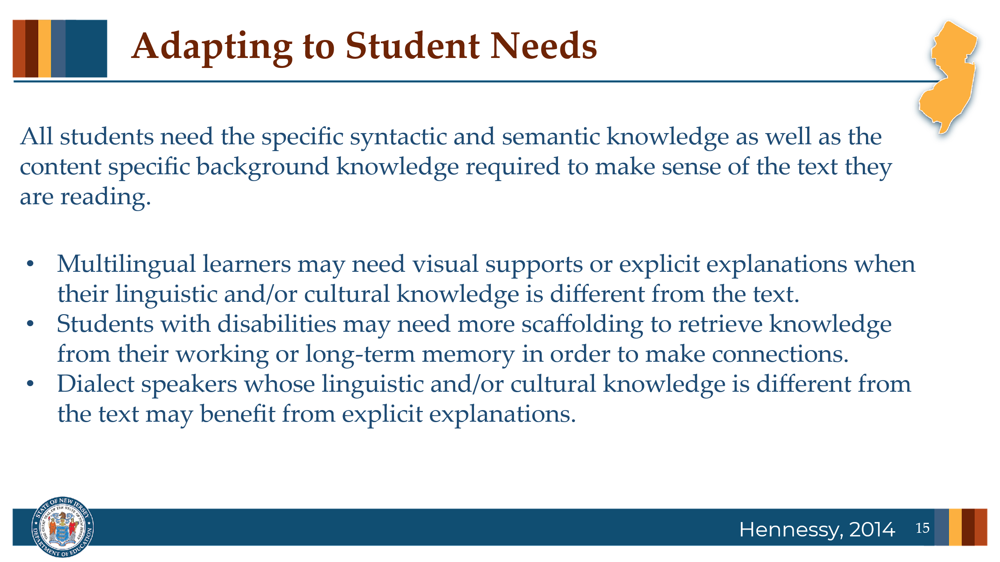 Adapting to Student Needs
All students need the specific syntactic and semantic knowledge as well as the
content specific background knowledge required to make sense of the text they
are reading.
• Multilingual learners may need visual supports or explicit explanations when
their linguistic and/or cultural knowledge is different from the text.
• Students with disabilities may need more scaffolding to retrieve knowledge
from their working or long-term memory in order to make connections.
• Dialect speakers whose linguistic and/or cultural knowledge is different from
the text may benefit from explicit explanations.
STATE OF NEW JERSEY
THE GREAT SEAL OF THE STATE OF NEW JERSEY
DEPARTMENT OF EDUCATION
Hennessy, 2014
15